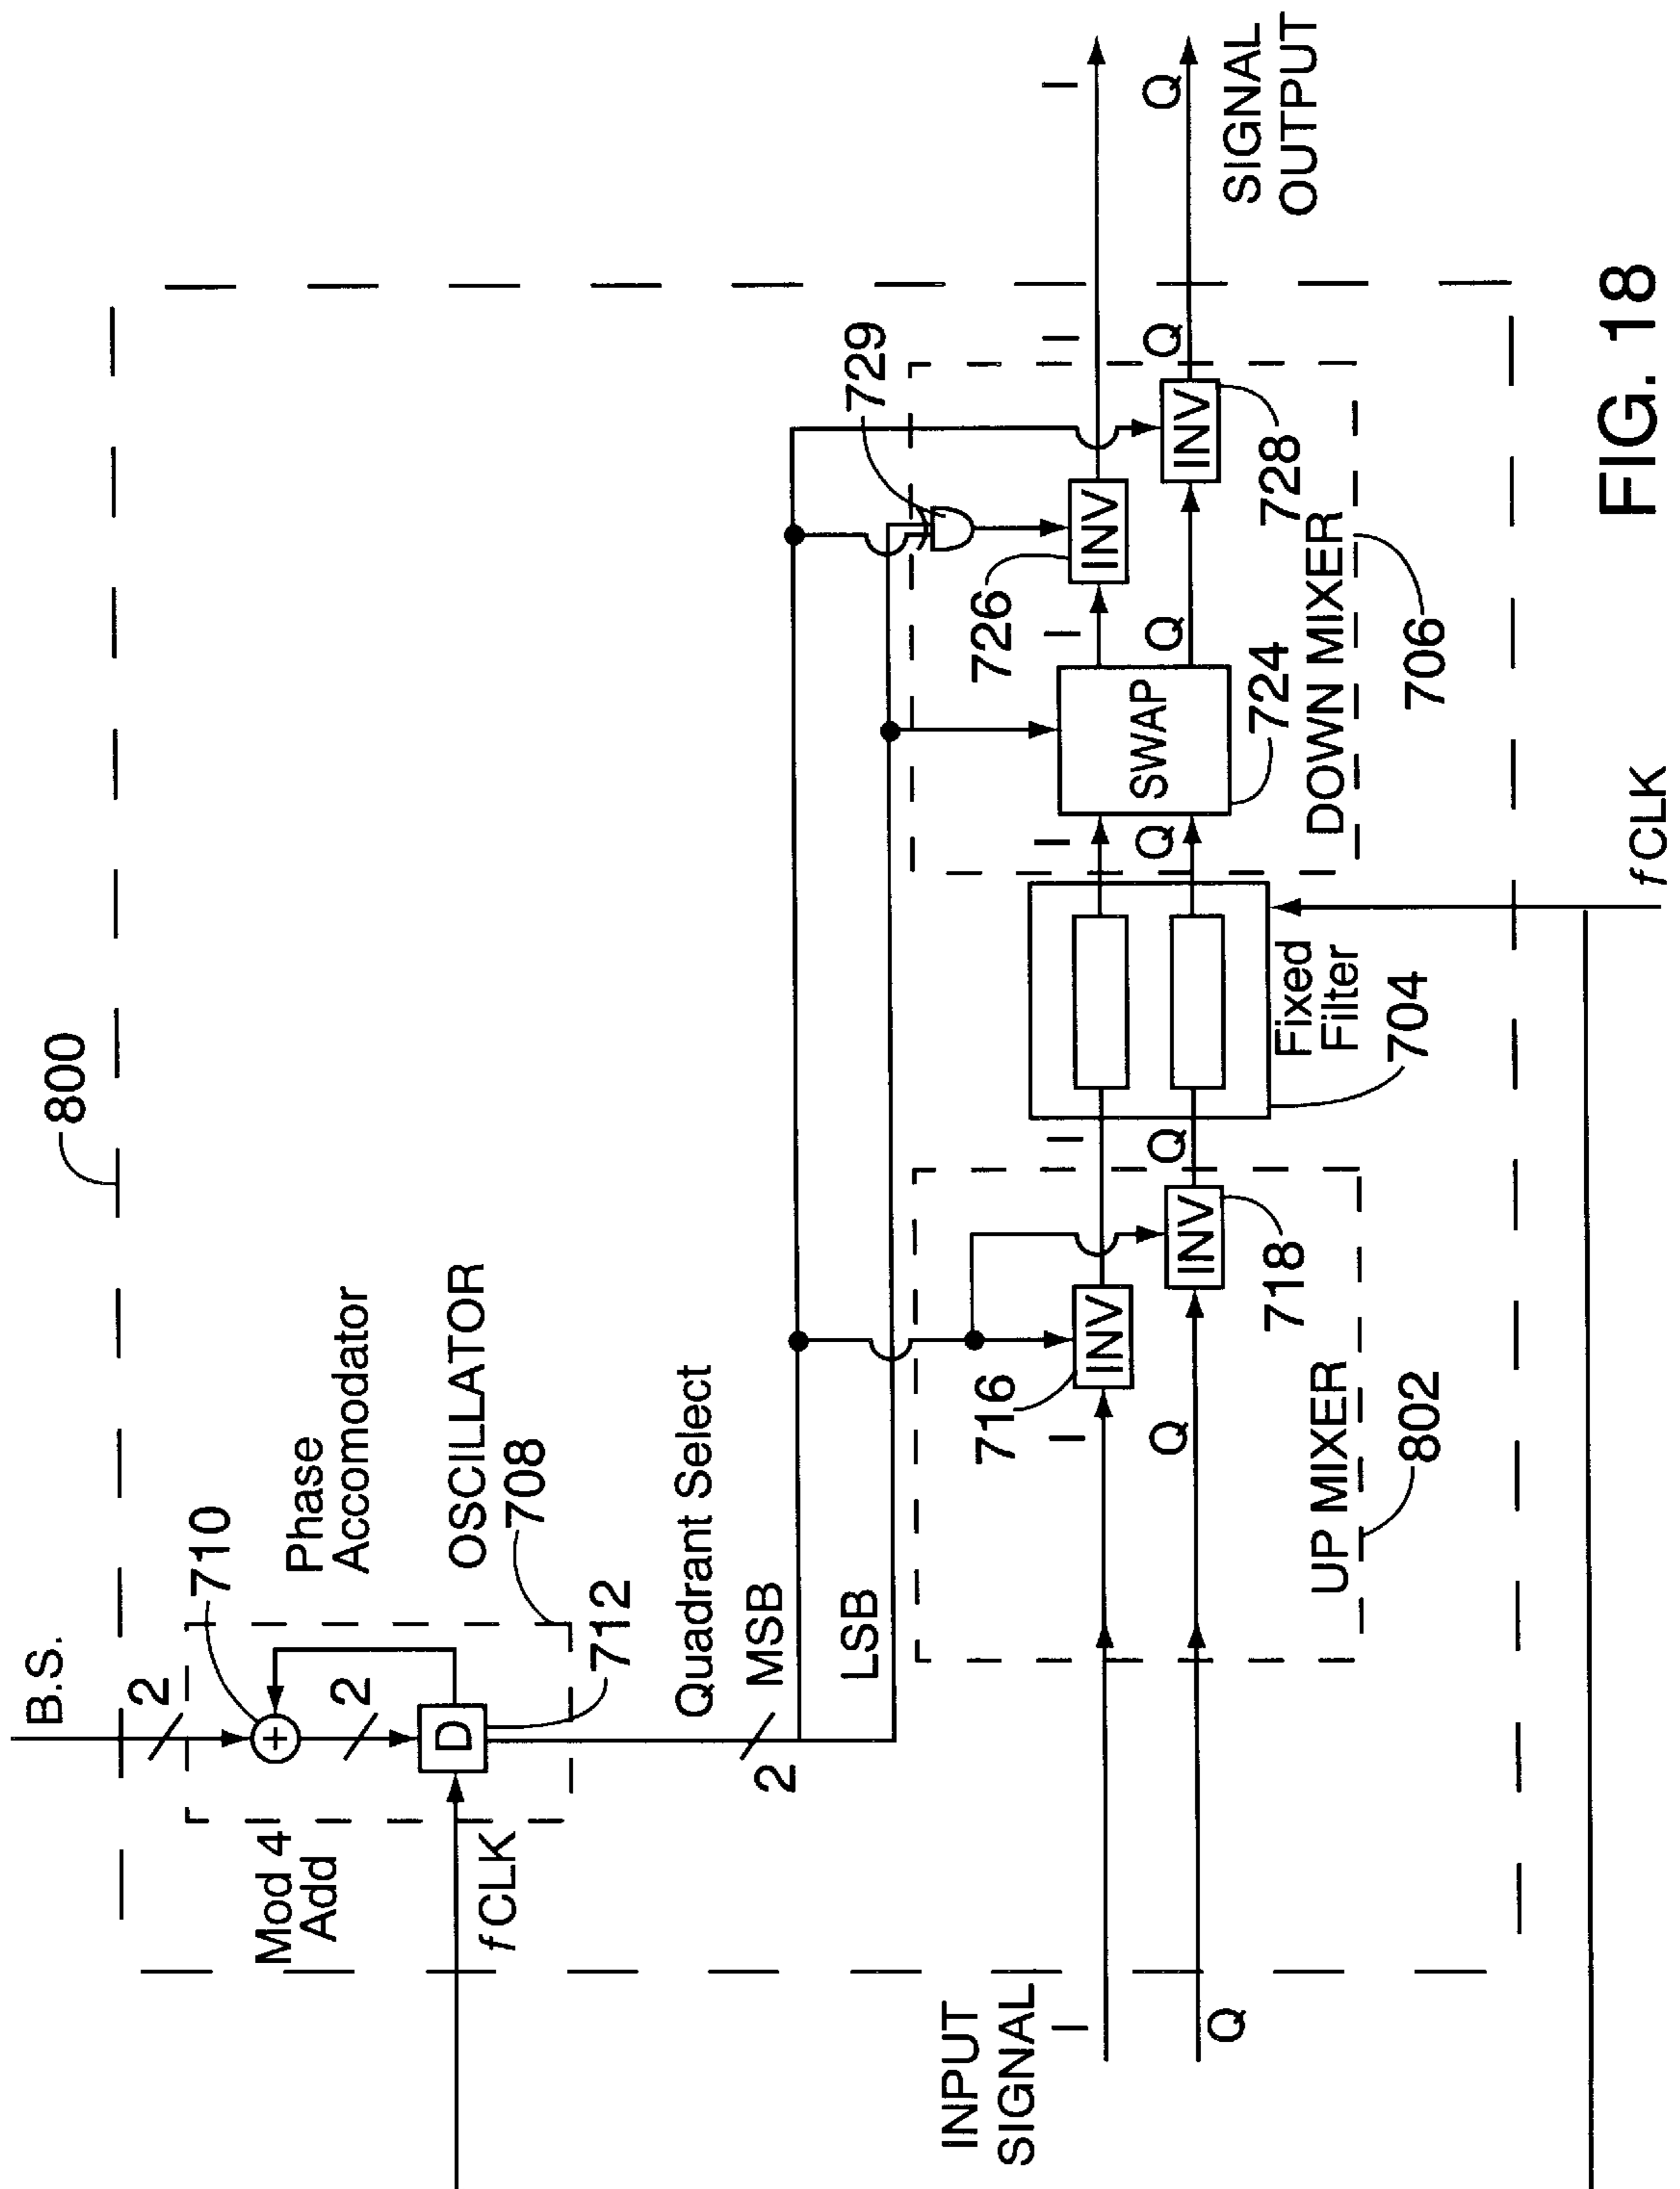 800
B.S.
2
710
Mod 4
Add
2
Phase
Accomodator
D
fCLK
OSCILLATOR
708
712
Quadrant Select
2
MSB
LSB
INPUT
SIGNAL
I
Q
I
Q
716
INV
INV
718
UP MIXER
802
I
Q
Fixed
Filter
704
fCLK
I
Q
SWAP
724
I
Q
726
INV
729
INV
728
DOWN MIXER
706
I
Q
I
Q
SIGNAL
OUTPUT
FIG. 18